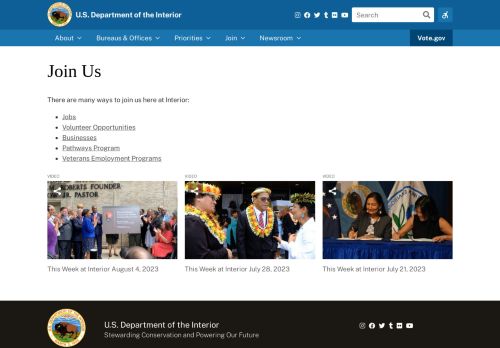 U.S. Department of the Interior
Search
About
Bureaus & Offices
Priorities
Join
Newsroom
Vote.gov
Join Us
There are many ways to join us here at Interior:
Jobs
Volunteer Opportunities
Businesses
Pathways Program
Veterans Employment Programs
VIDEO
VIDEO
VIDEO
ROBERTS FOUNDER
JR. PASTOR
This Week at Interior August 4, 2023
This Week at Interior July 28, 2023
This Week at Interior July 21, 2023
U.S. Department of the Interior
Stewarding Conservation and Powering Our Future